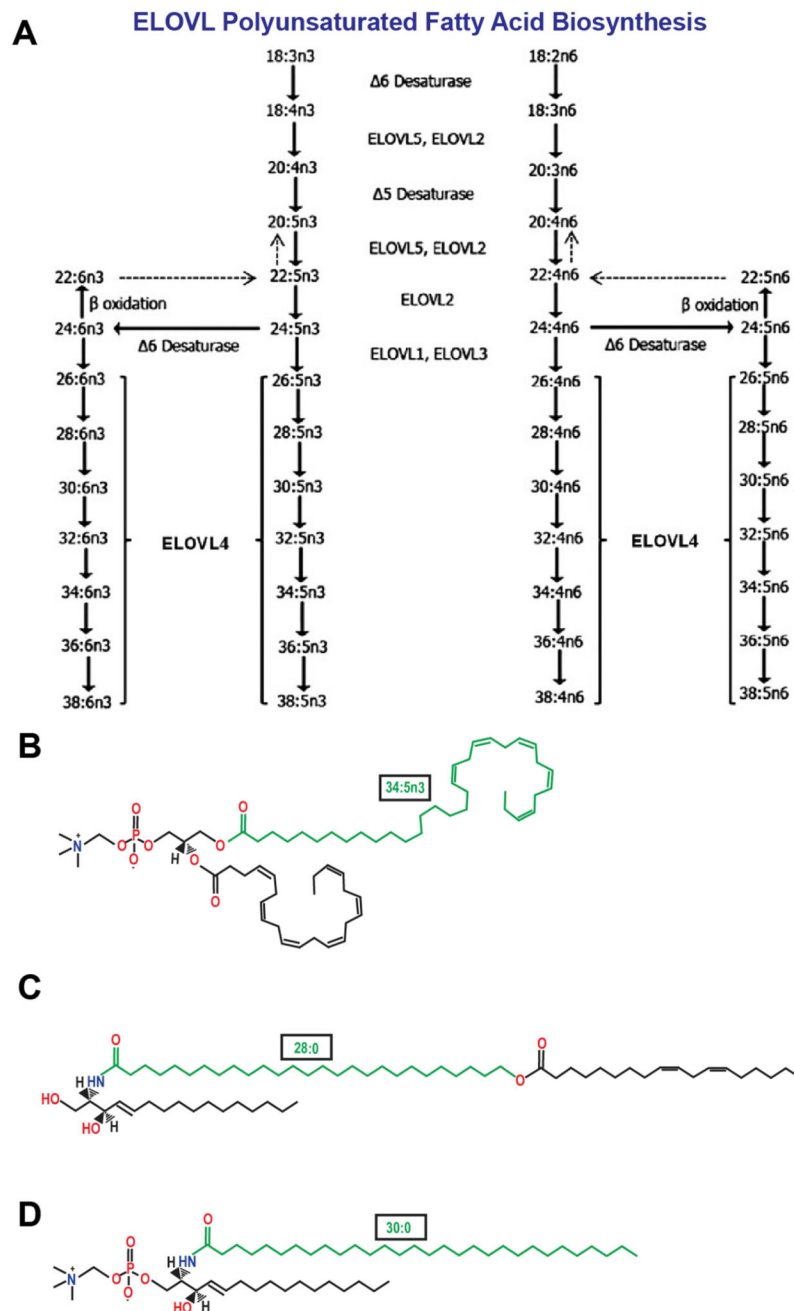 ELOVL Polyunsaturated Fatty Acid Biosynthesis
A
18:3n3 18:2n6
Δ6 Desaturase
18:4n3 18:3n6
ELOVL5, ELOVL2
20:4n3 20:3n6
Δ5 Desaturase
20:5n3 20:4n6
ELOVL5, ELOVL2
22:6n3 22:5n3 22:4n6 22:5n6
β oxidation ELOVL2 β oxidation
24:6n3 24:5n3 24:4n6 24:5n6
Δ6 Desaturase ELOVL1, ELOVL3 Δ6 Desaturase
26:6n3 26:5n3 26:4n6 26:5n6
28:6n3 28:5n3 28:4n6 28:5n6
30:6n3 30:5n3 30:4n6 30:5n6
32:6n3 ELOVL4 32:5n3 32:4n6 ELOVL4 32:5n6
34:6n3 34:5n3 34:4n6 34:5n6
36:6n3 36:5n3 36:4n6 36:5n6
38:6n3 38:5n3 38:4n6 38:5n6
B
34:5n3
O O
N+ O P O O
O- H O
O
C
O 28:0 O
H HN O
HO
HO H
D
O 30:0
O H HN
N+ O P O
O- HO H